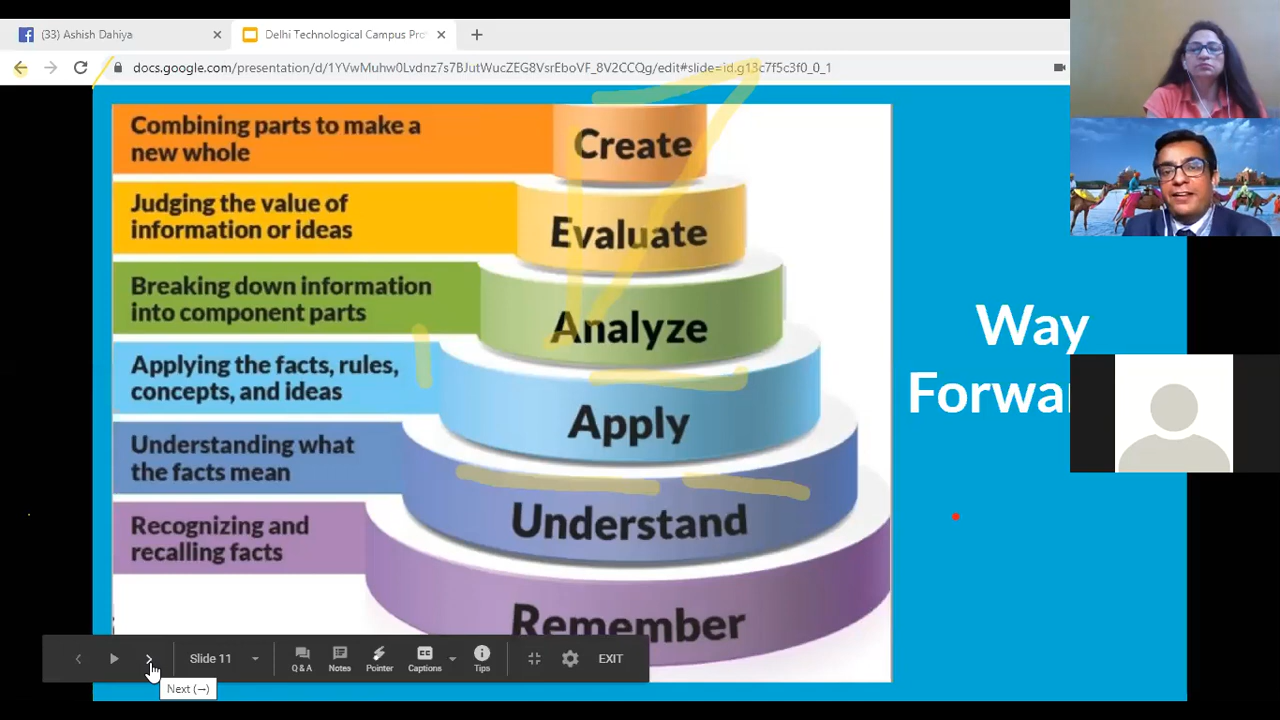 (33) Ashish Dahiya
Delhi Technological Campus Pro
docs.google.com/presentation/d/1YVwMuhw0Lvdnz7s7BJutWucZEG8VsrEboVF_8V2CCQg/edit#slide=id.g13c7f5c3f0_0_1
Combining parts to make a
new whole
Create
Judging the value of
information or ideas
Evaluate
Breaking down information
into component parts
Analyze
Applying the facts, rules,
concepts, and ideas
Apply
Understanding what
the facts mean
Understand
Recognizing and
recalling facts
Remember
Way
Forwa
Slide 11
Q & A
Notes
Pointer
Captions
Tips
EXIT
Next (→)